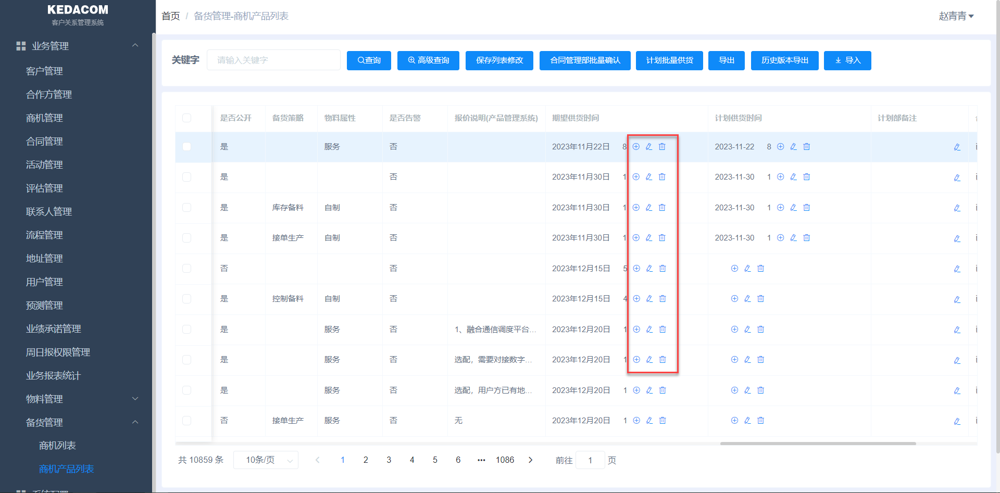 KEDACOM
客户关系管理系统
首页 / 备货管理-商机产品列表
赵青青
业务管理
客户管理
合作方管理
商机管理
合同管理
活动管理
评估管理
联系人管理
流程管理
地址管理
用户管理
预测管理
业绩承诺管理
周日报权限管理
业务报表统计
物料管理
备货管理
商机列表
商机产品列表
关键字 请输入关键字 查询 高级查询 保存列表修改 合同管理部批量确认 计划批量供货 导出 历史版本导出 导入
是否公开 备货策略 物料属性 是否告警 报价说明(产品管理系统) 期望供货时间 计划供货时间 计划部备注
是 服务 否 2023年11月22日 8 2023-11-22 8
是 否 2023年11月30日 1 2023-11-30 1
是 库存备料 自制 否 2023年11月30日 1 2023-11-30 1
是 接单生产 自制 否 2023年11月30日 1 2023-11-30 1
否 否 2023年12月15日 5
是 控制备料 自制 否 2023年12月15日 4
是 服务 否 1、融合通信调度平台... 2023年12月20日 1
是 服务 否 选配，需要对接数字... 2023年12月20日 1
是 服务 否 选配，用户方已有地... 2023年12月20日 1
否 接单生产 服务 否 无 2023年12月20日 1
共 10859 条 10条/页 1 2 3 4 5 6 ••• 1086 前往 1 页